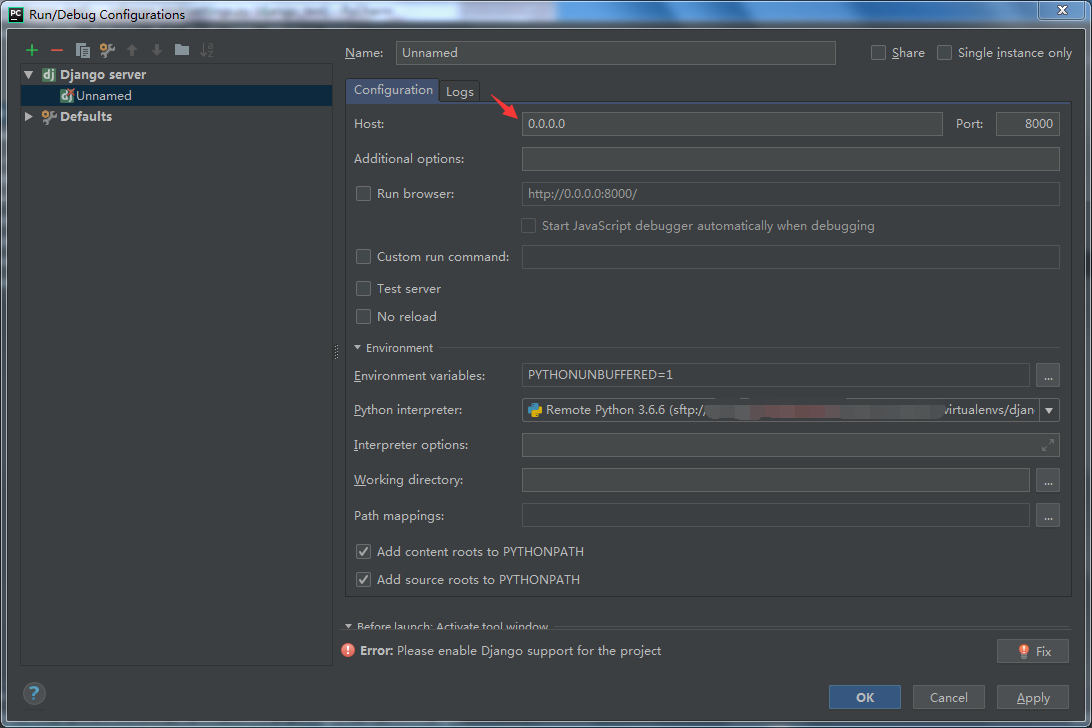 PC Run/Debug Configurations
Name: Unnamed Share Single instance only
dj Django server
dj Unnamed
Defaults
Configuration Logs
Host: 0.0.0.0 Port: 8000
Additional options:
Run browser: http://0.0.0.0:8000/
Start JavaScript debugger automatically when debugging
Custom run command:
Test server
No reload
Environment
Environment variables: PYTHONUNBUFFERED=1 ...
Python interpreter: Remote Python 3.6.6 (sftp:/ virtualenvs/djan
Interpreter options:
Working directory: ...
Path mappings: ...
Add content roots to PYTHONPATH
Add source roots to PYTHONPATH
Before launch: Activate tool window
Error: Please enable Django support for the project Fix
? OK Cancel Apply